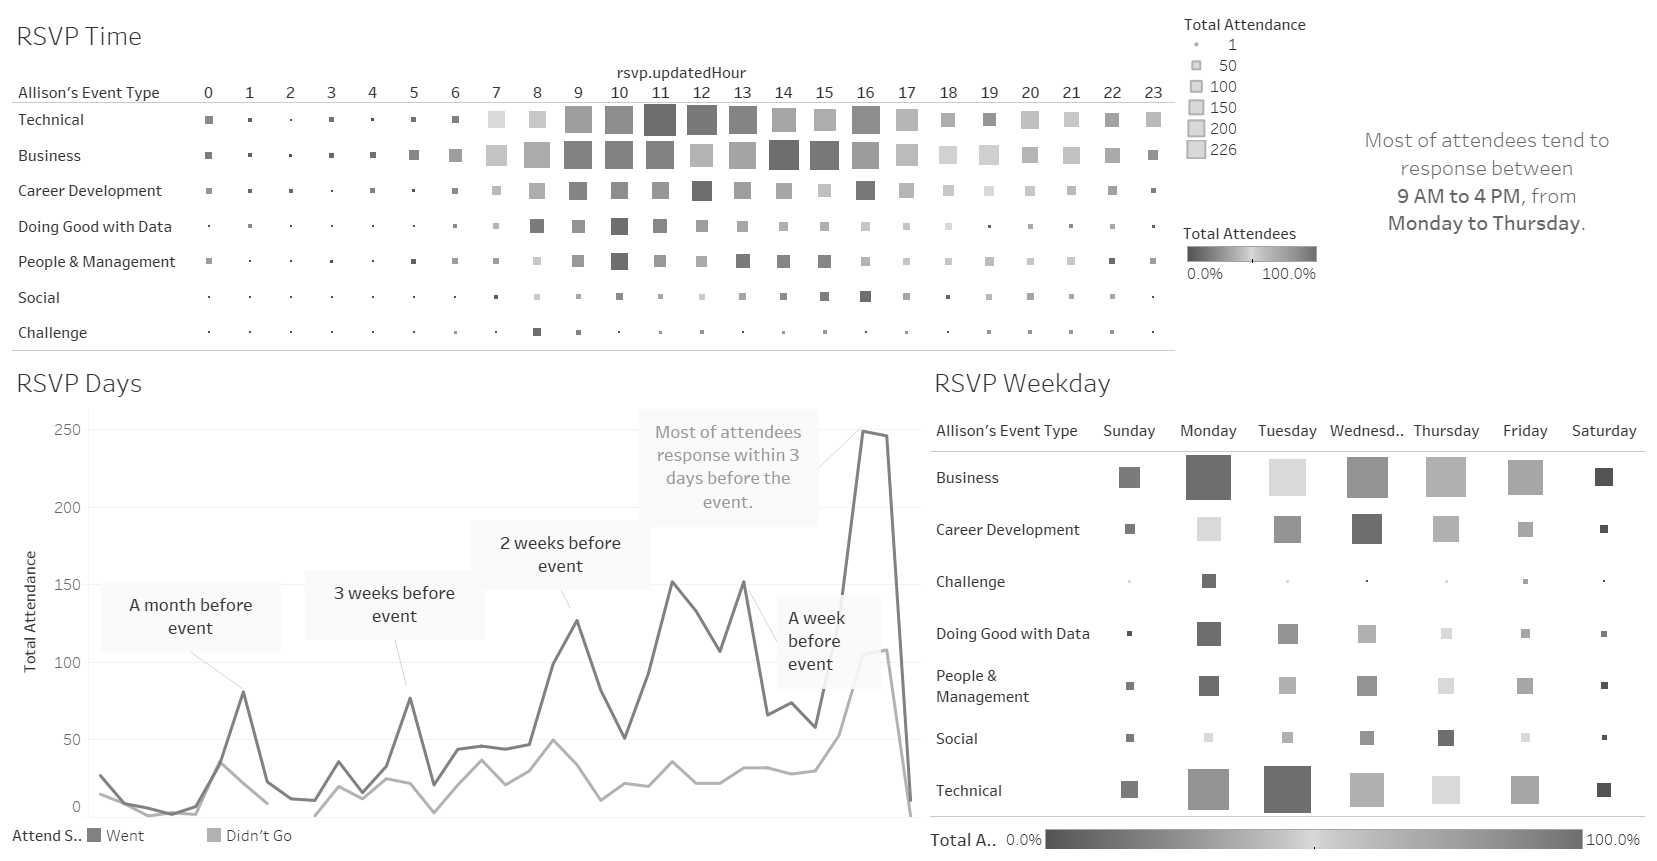 RSVP Time
rsvp.updatedHour
Allison's Event Type 0 1 2 3 4 5 6 7 8 9 10 11 12 13 14 15 16 17 18 19 20 21 22 23
Technical
Business
Career Development
Doing Good with Data
People & Management
Social
Challenge
Total Attendance
1
50
100
150
200
226
Total Attendees
0.0% 100.0%
Most of attendees tend to
response between
9 AM to 4 PM, from
Monday to Thursday.
RSVP Days
Total Attendance
250
200
150
100
50
0
A month before
event
3 weeks before
event
2 weeks before
event
Most of attendees
response within 3
days before the
event.
A week
before
event
Attend S.. Went Didn't Go
RSVP Weekday
Allison's Event Type Sunday Monday Tuesday Wednesd.. Thursday Friday Saturday
Business
Career Development
Challenge
Doing Good with Data
People &
Management
Social
Technical
Total A.. 0.0% 100.0%